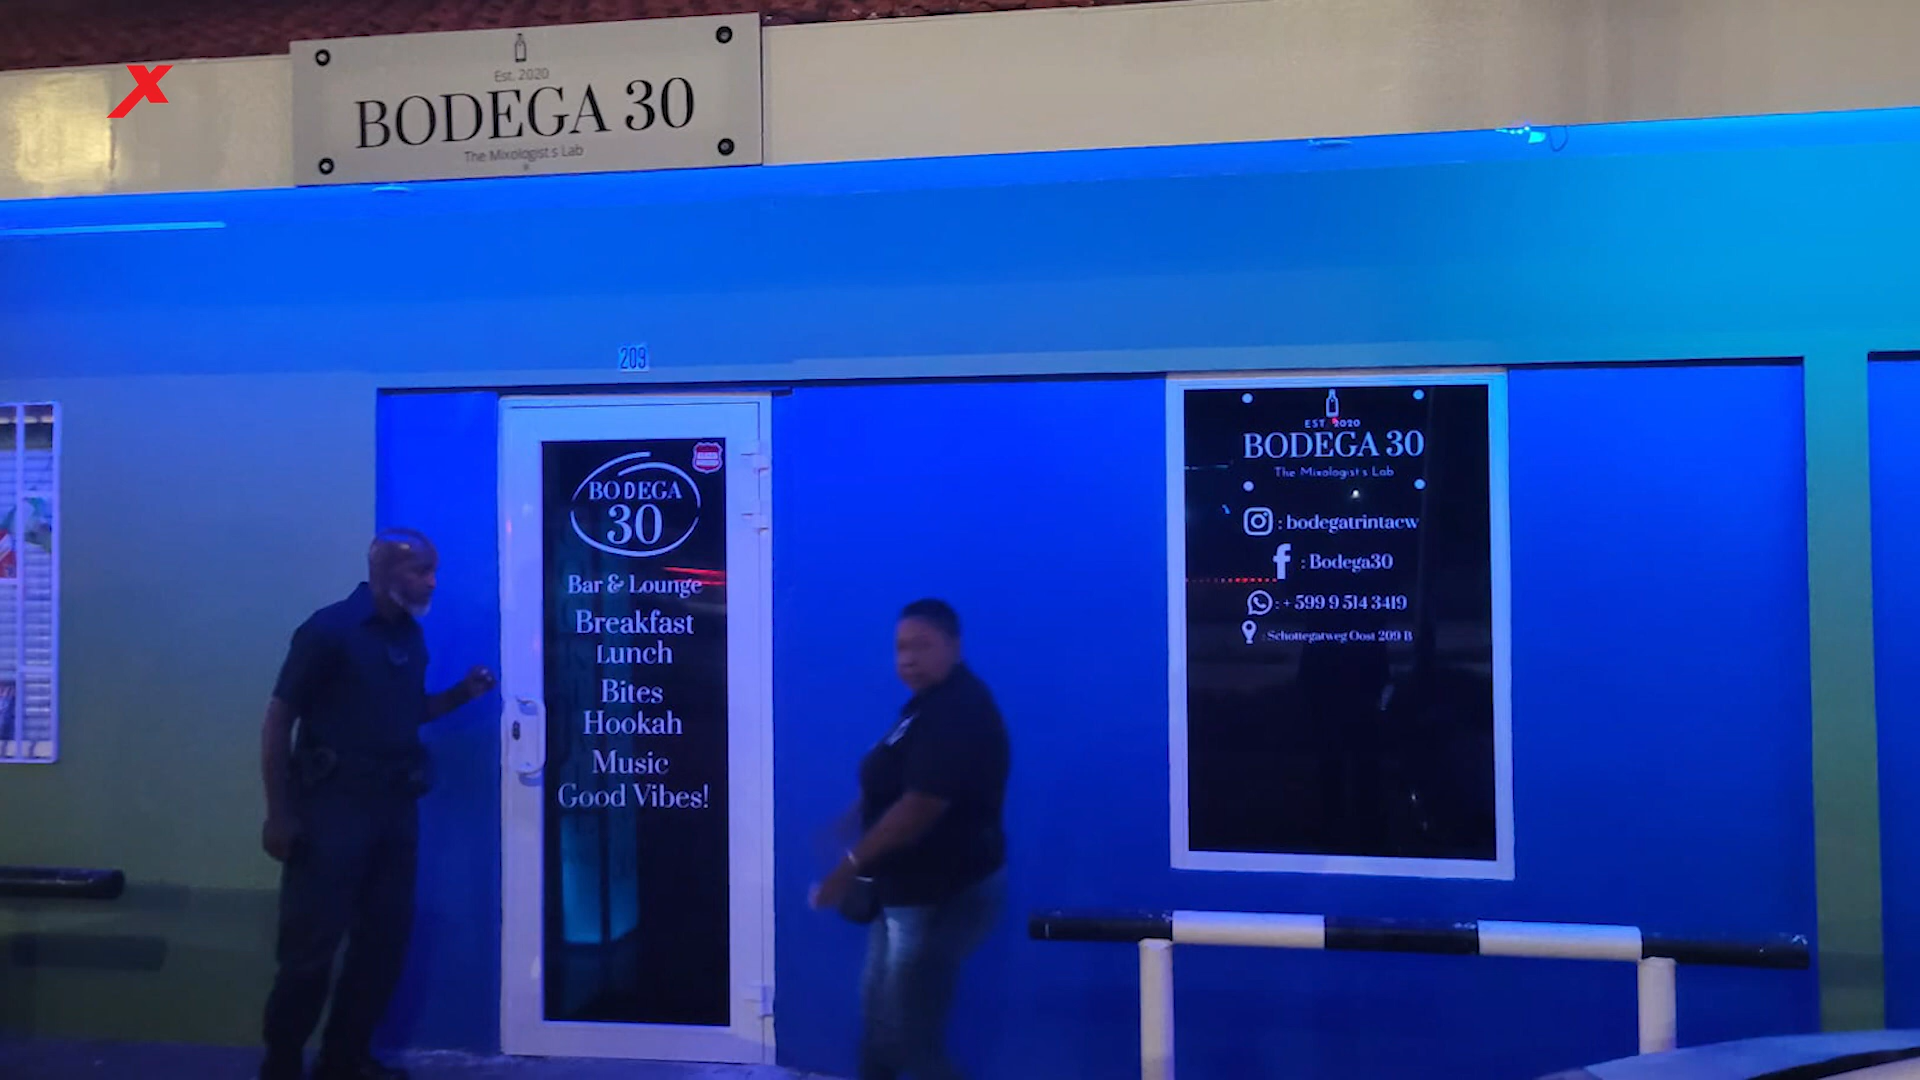 Est. 2020
BODEGA 30
The Mixologist's Lab
209
BODEGA
30
Bar & Lounge
Breakfast
Lunch
Bites
Hookah
Music
Good Vibes!
EST 2020
BODEGA 30
The Mixologist's Lab
: bodegatrintacw
: Bodega30
: + 599 9 514 3419
: Schottegatweg Oost 209 B